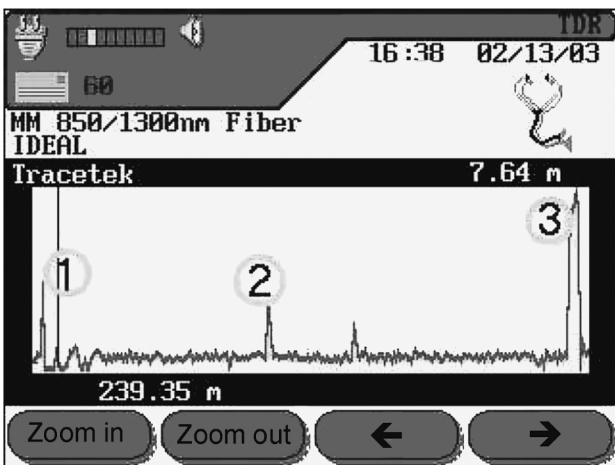 TDR
16:38 02/13/03
60
MM 850/1300nm Fiber
IDEAL
Tracetek 7.64 m
1
2
3
239.35 m
Zoom in Zoom out ← →